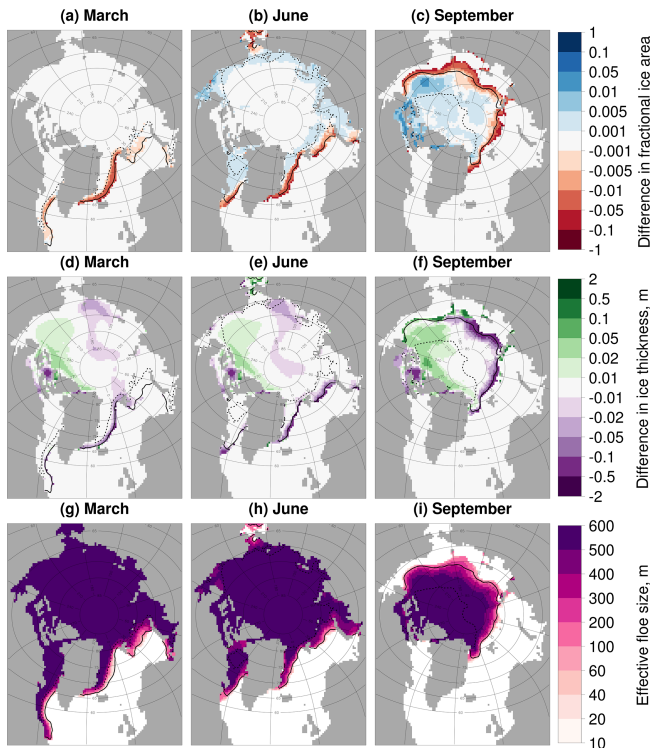 (a) March
(b) June
(c) September
1
0.1
0.05
0.01
0.005
0.001
-0.001
-0.005
-0.01
-0.05
-0.1
-1
Difference in fractional ice area
(d) March
(e) June
(f) September
2
0.5
0.1
0.05
0.02
0.01
-0.01
-0.02
-0.05
-0.1
-0.5
-2
Difference in ice thickness, m
(g) March
(h) June
(i) September
600
500
400
300
200
100
60
40
20
10
Effective floe size, m